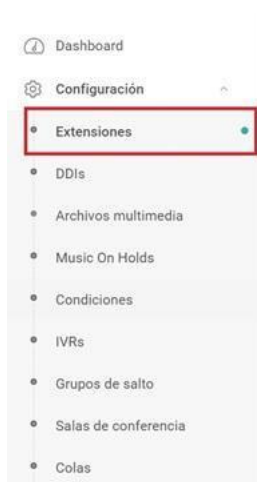 Dashboard
Configuración
Extensiones
DDIs
Archivos multimedia
Music On Holds
Condiciones
IVRs
Grupos de salto
Salas de conferencia
Colas